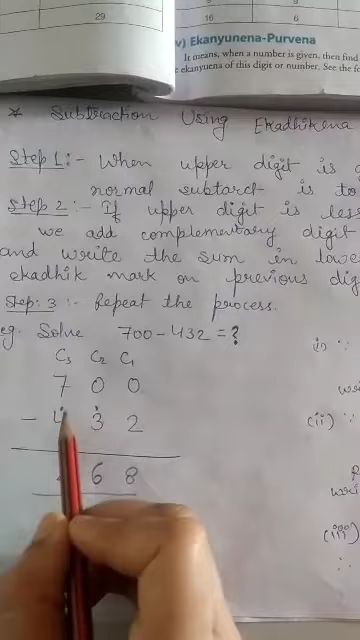 29
16 6
v) Ekanyunena-Purvena
It means, when a number is given, then find
ekanyuena of this digit or number. See the fo
* Subtraction Using Ekadhikena
Step 1:- When upper digit is
normal subtarct is to
Step 2:- If upper digit is less
we add complementary digit
and write the sum in lowe
ekadhik mark on previous dig
Step: 3 :- Repeat the process.
eg. Solve 700-432=?
C3 C2 C1
7 0 0
- 4 3 2
6 8
(i) ∵
wri
(ii) ∵
wri
(iii)
∴